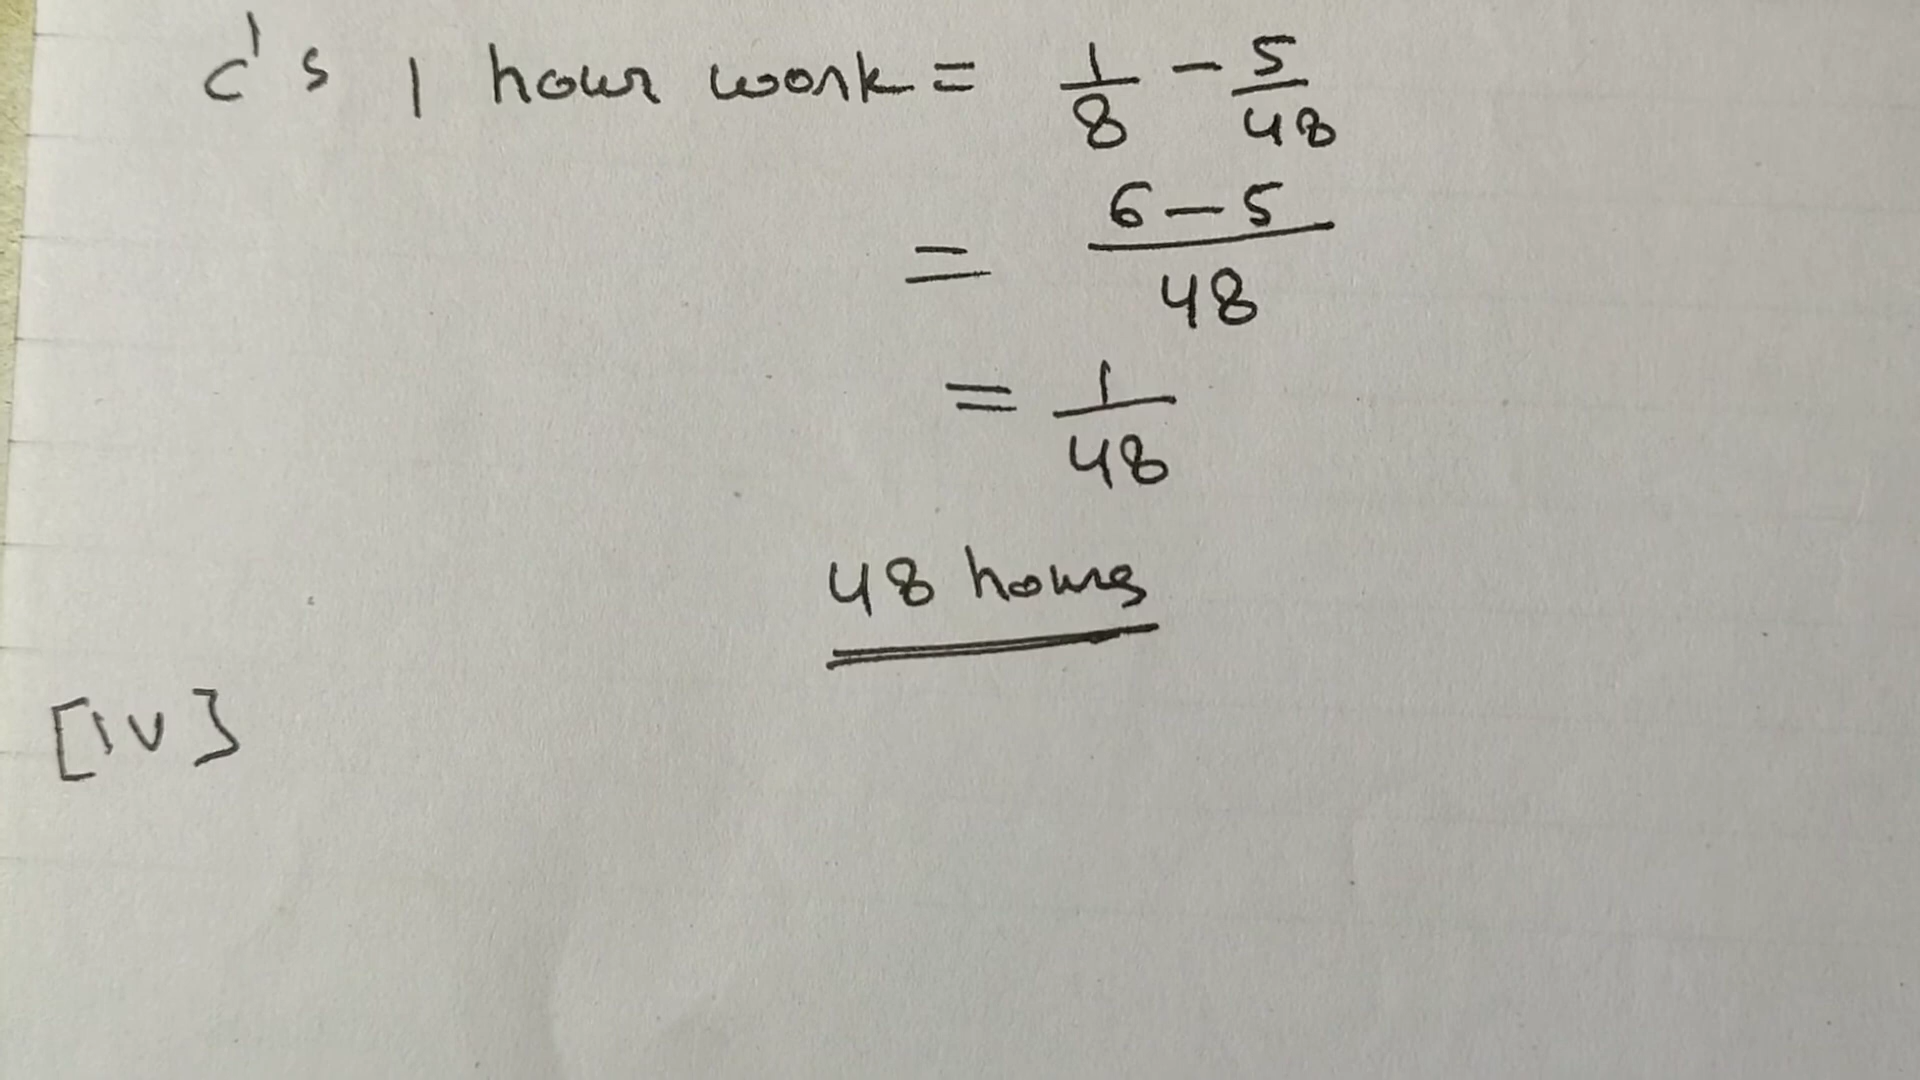 C's 1 hour work = 1/8 - 5/48
= 6-5/48
= 1/48
48 hours
[iv]